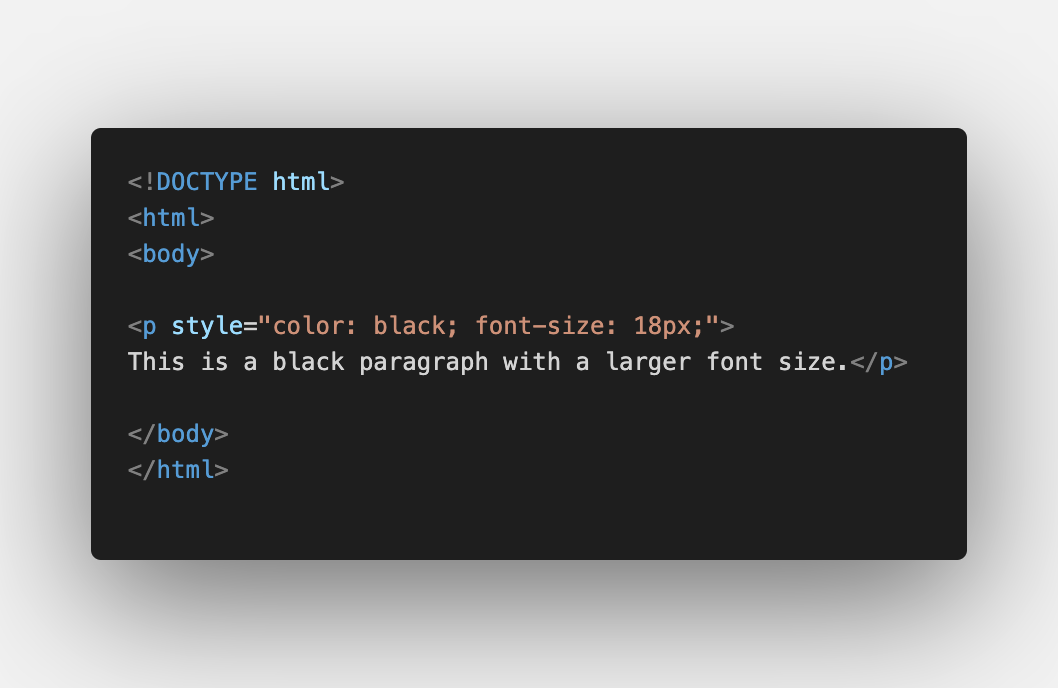 <!DOCTYPE html>
<html>
<body>
<p style="color: black; font-size: 18px;">
This is a black paragraph with a larger font size.</p>
</body>
</html>